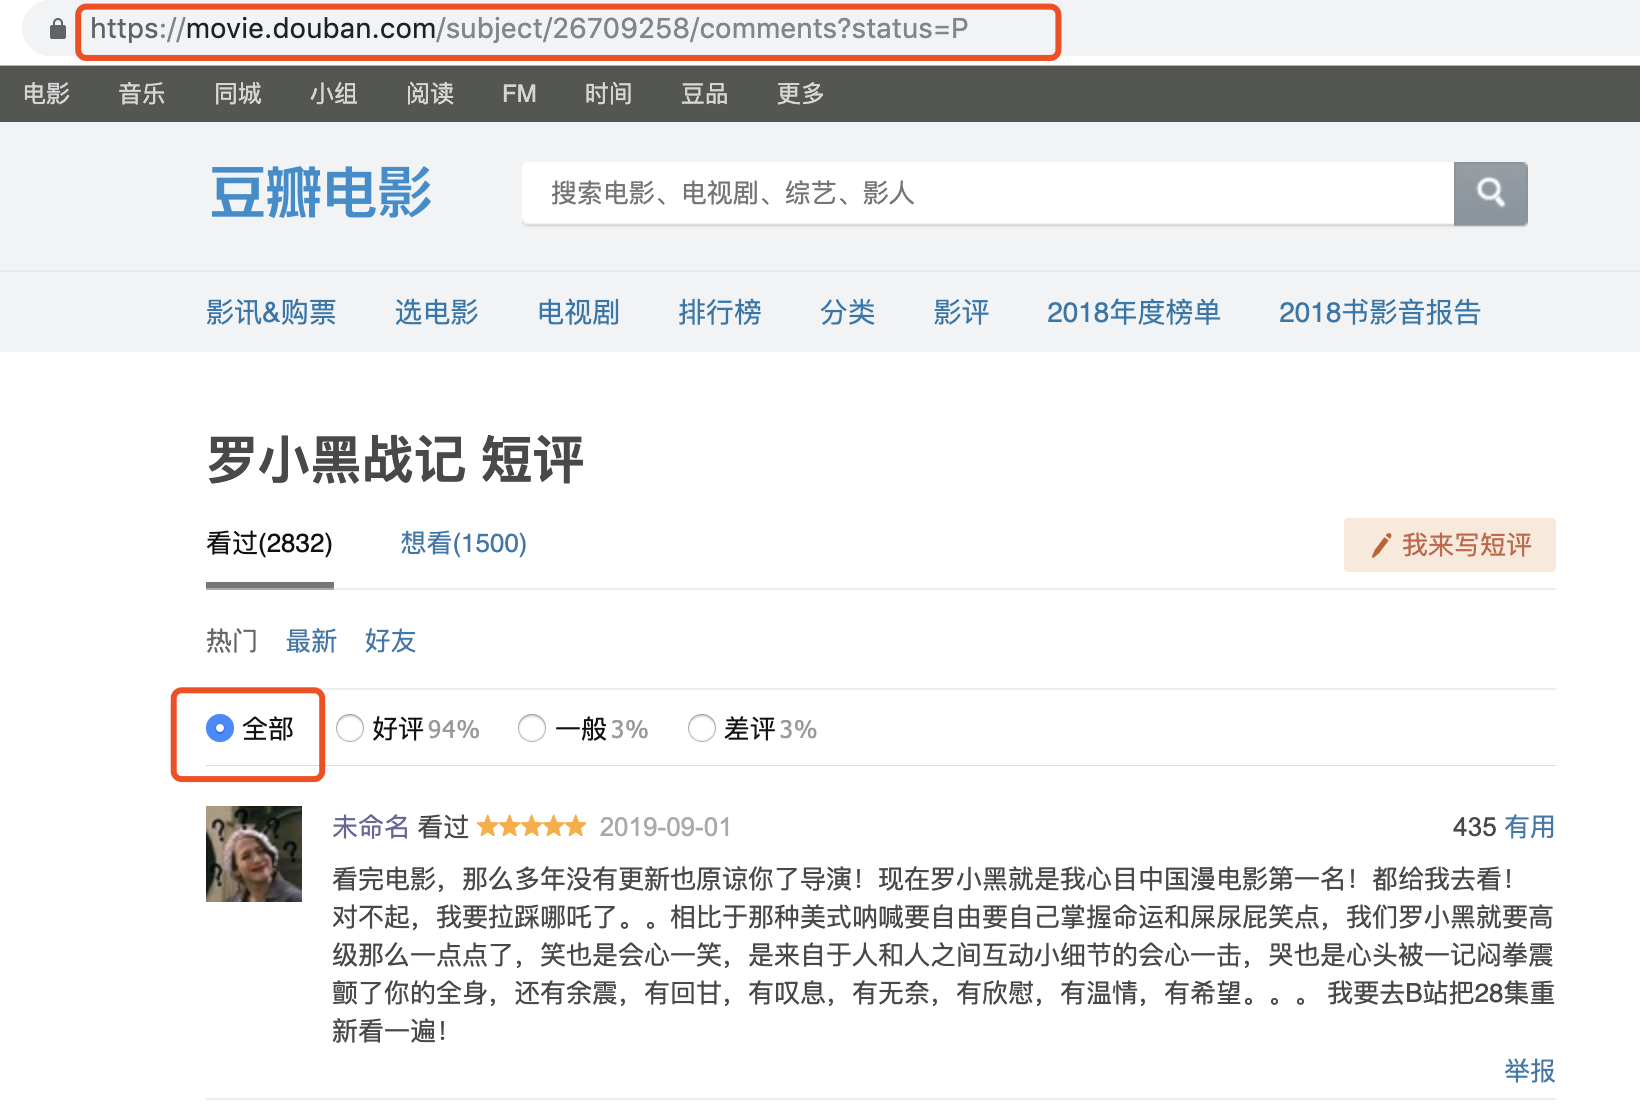 https://movie.douban.com/subject/26709258/comments?status=P
电影 音乐 同城 小组 阅读 FM 时间 豆品 更多
豆瓣电影 搜索电影、电视剧、综艺、影人
影讯&购票 选电影 电视剧 排行榜 分类 影评 2018年度榜单 2018书影音报告
罗小黑战记 短评
看过(2832) 想看(1500) 我来写短评
热门 最新 好友
全部 好评 94% 一般 3% 差评 3%
未命名 看过 ★★★★★ 2019-09-01 435 有用
看完电影，那么多年没有更新也原谅你了导演！现在罗小黑就是我心目中国漫电影第一名！都给我去看！
对不起，我要拉踩哪吒了。。相比于那种美式呐喊要自由要自己掌握命运和屎尿屁笑点，我们罗小黑就要高
级那么一点点了，笑也是会心一笑，是来自于人和人之间互动小细节的会心一击，哭也是心头被一记闷拳震
颤了你的全身，还有余震，有回甘，有叹息，有无奈，有欣慰，有温情，有希望。。。 我要去B站把28集重
新看一遍！
举报